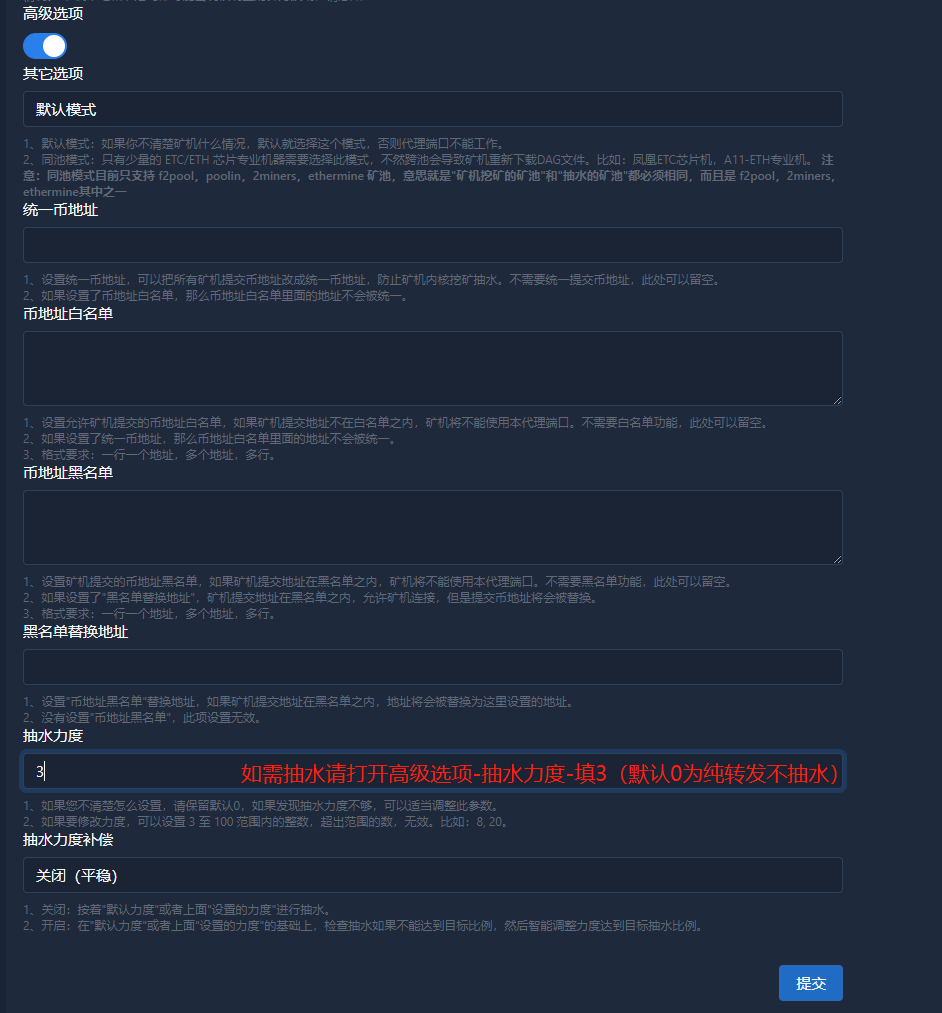 高级选项
其它选项
默认模式
1、默认模式：如果你不清楚矿机什么情况，默认就选择这个模式，否则代理端口不能工作。
2、同池模式：只有少量的 ETC/ETH 芯片专业机器需要选择此模式，不然跨池会导致矿机重新下载DAG文件。比如：凤凰ETC芯片机，A11-ETH专业机。 注
意：同池模式目前只支持 f2pool，poolin，2miners，ethermine 矿池，意思就是"矿机挖矿的矿池"和"抽水的矿池"都必须相同，而且是 f2pool，2miners，
ethermine其中之一
统一币地址
1、设置统一币地址，可以把所有矿机提交币地址改成统一币地址，防止矿机内核挖矿抽水。不需要统一提交币地址，此处可以留空。
2、如果设置了币地址白名单，那么币地址白名单里面的地址不会被统一。
币地址白名单
1、设置允许矿机提交的币地址白名单，如果矿机提交地址不在白名单之内，矿机将不能使用本代理端口。不需要白名单功能，此处可以留空。
2、如果设置了统一币地址，那么币地址白名单里面的地址不会被统一。
3、格式要求：一行一个地址，多个地址，多行。
币地址黑名单
1、设置矿机提交的币地址黑名单，如果矿机提交地址在黑名单之内，矿机将不能使用本代理端口。不需要黑名单功能，此处可以留空。
2、如果设置了"黑名单替换地址"，矿机提交地址在黑名单之内，允许矿机连接，但是提交币地址将会被替换。
3、格式要求：一行一个地址，多个地址，多行。
黑名单替换地址
1、设置"币地址黑名单"替换地址，如果矿机提交地址在黑名单之内，地址将会被替换为这里设置的地址。
2、没有设置"币地址黑名单"，此项设置无效。
抽水力度
3 如需抽水请打开高级选项-抽水力度-填3（默认0为纯转发不抽水）
1、如果您不清楚怎么设置，请保留默认0，如果发现抽水力度不够，可以适当调整此参数。
2、如果要修改力度，可以设置 3 至 100 范围内的整数，超出范围的数，无效。比如：8, 20。
抽水力度补偿
关闭（平稳）
1、关闭：按着"默认力度"或者上面"设置的力度"进行抽水。
2、开启：在"默认力度"或者上面"设置的力度"的基础上，检查抽水如果不能达到目标比例，然后智能调整力度达到目标抽水比例。
提交